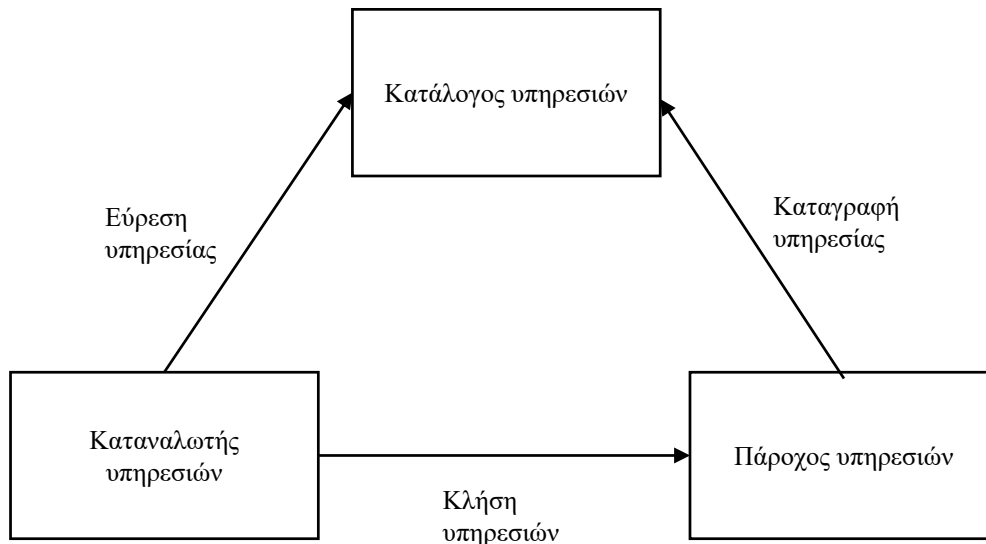 Κατάλογος υπηρεσιών
Εύρεση
υπηρεσίας
Καταγραφή
υπηρεσίας
Καταναλωτής
υπηρεσιών
Πάροχος υπηρεσιών
Κλήση
υπηρεσιών